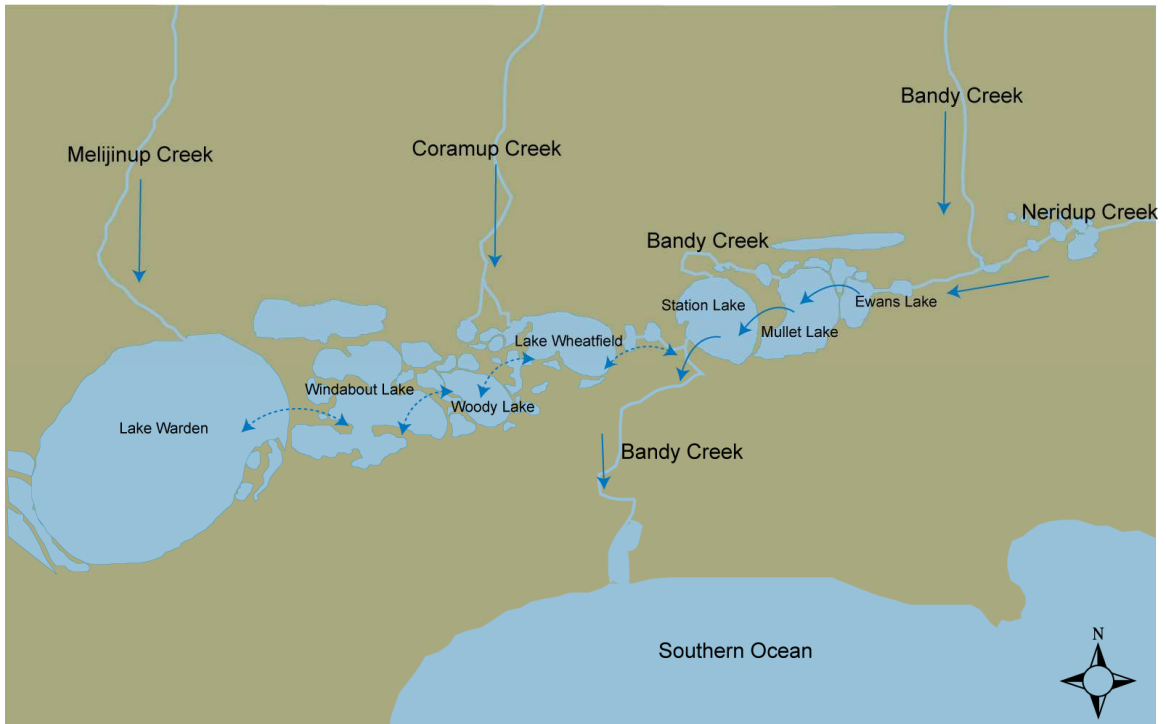 Bandy Creek
Melijinup Creek
Coramup Creek
Neridup Creek
Bandy Creek
Ewans Lake
Station Lake
Mullet Lake
Lake Wheatfield
Windabout Lake
Woody Lake
Lake Warden
Bandy Creek
Southern Ocean
N